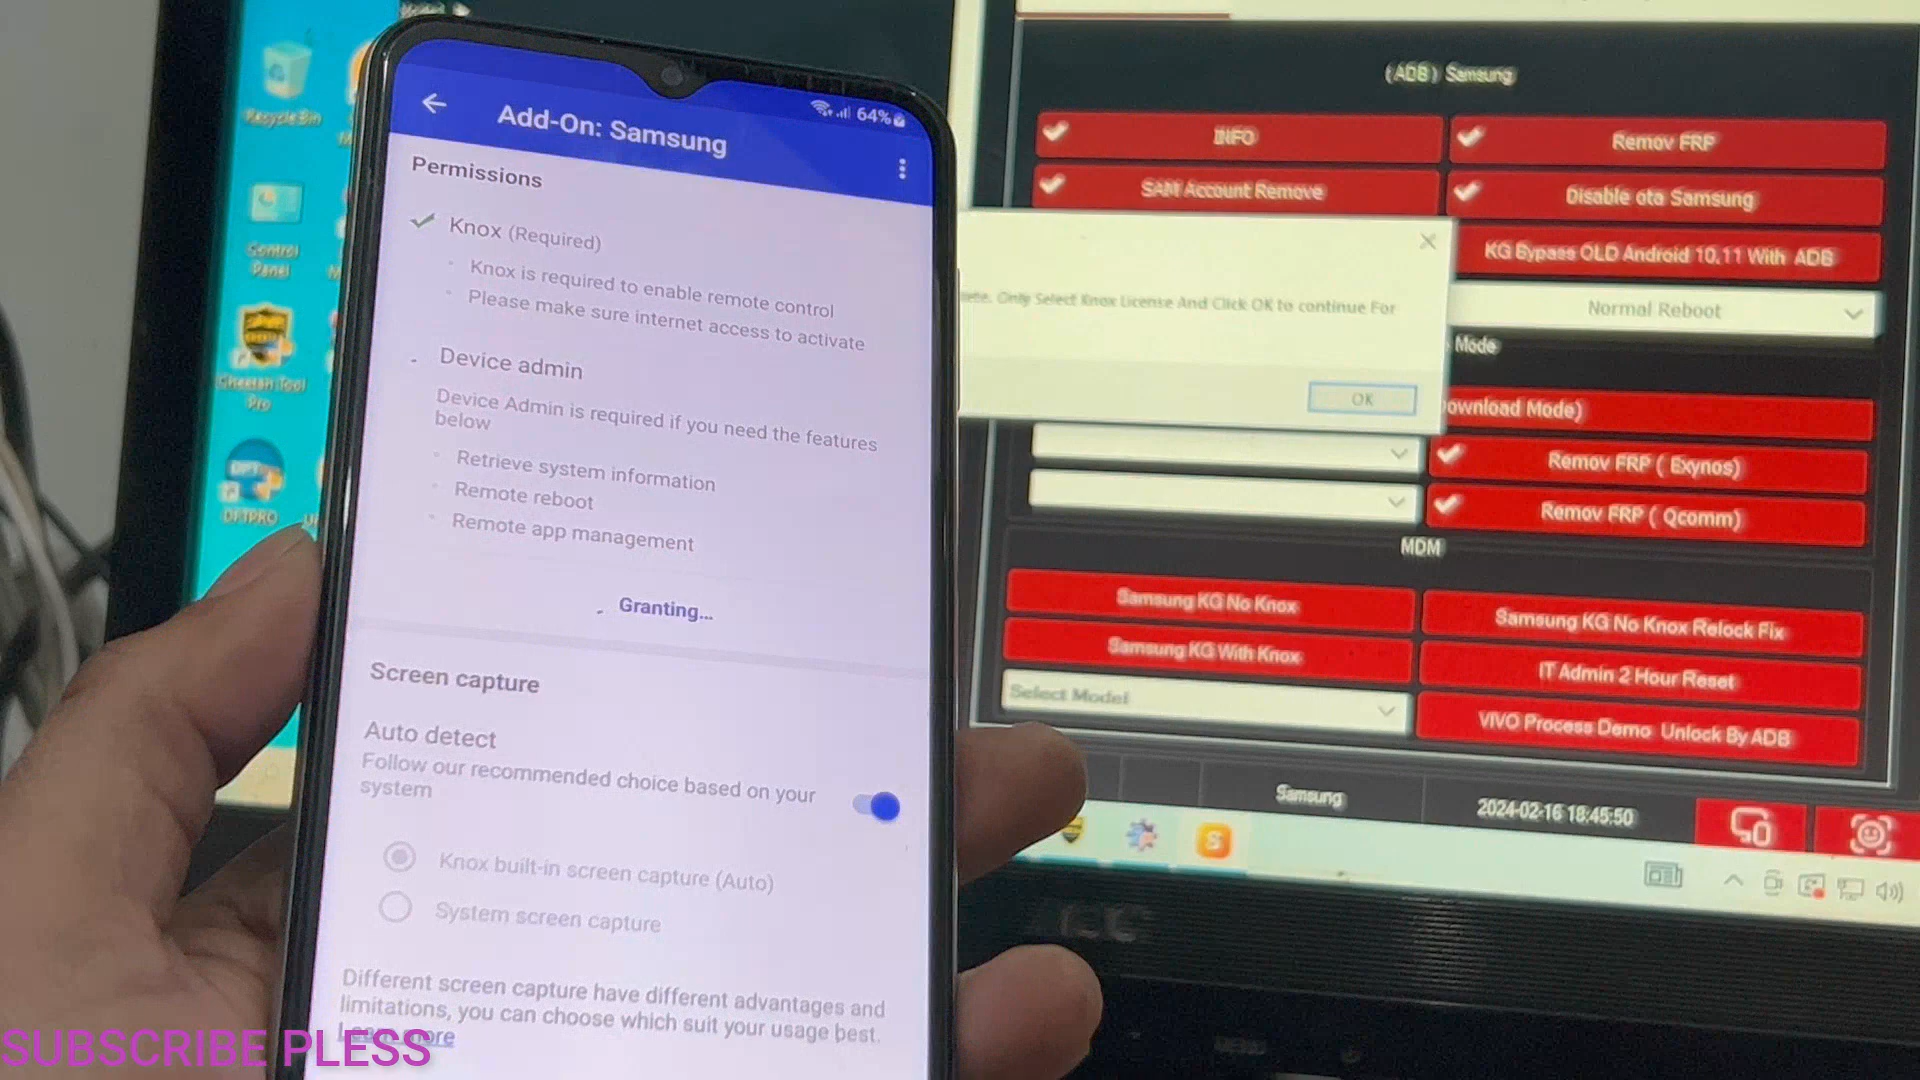 Recycle Bin
Control
Panel
Cheetah Tool
Pro
DFTPRO
64%
Add-On: Samsung
Permissions
Knox (Required)
Knox is required to enable remote control
Please make sure internet access to activate
Device admin
Device Admin is required if you need the features
below
Retrieve system information
Remote reboot
Remote app management
Granting...
Screen capture
Auto detect
Follow our recommended choice based on your
system
Knox built-in screen capture (Auto)
System screen capture
Different screen capture have different advantages and
limitations, you can choose which suit your usage best.
Learn more
SUBSCRIBE PLESS
(ADB) Samsung
INFO
Remov FRP
SAM Account Remove
Disable ota Samsung
KG Bypass OLD Android 10,11 With ADB
Only Select Knox License And Click OK to continue For
Normal Reboot
Mode
OK
ownload Mode)
Remov FRP ( Exynos)
Remov FRP ( Qcomm)
MDM
Samsung KG No Knox
Samsung KG No Knox Relock Fix
Samsung KG With Knox
IT Admin 2 Hour Reset
Select Model
VIVO Process Demo Unlock By ADB
Samsung
2024-02-16 18:45:50